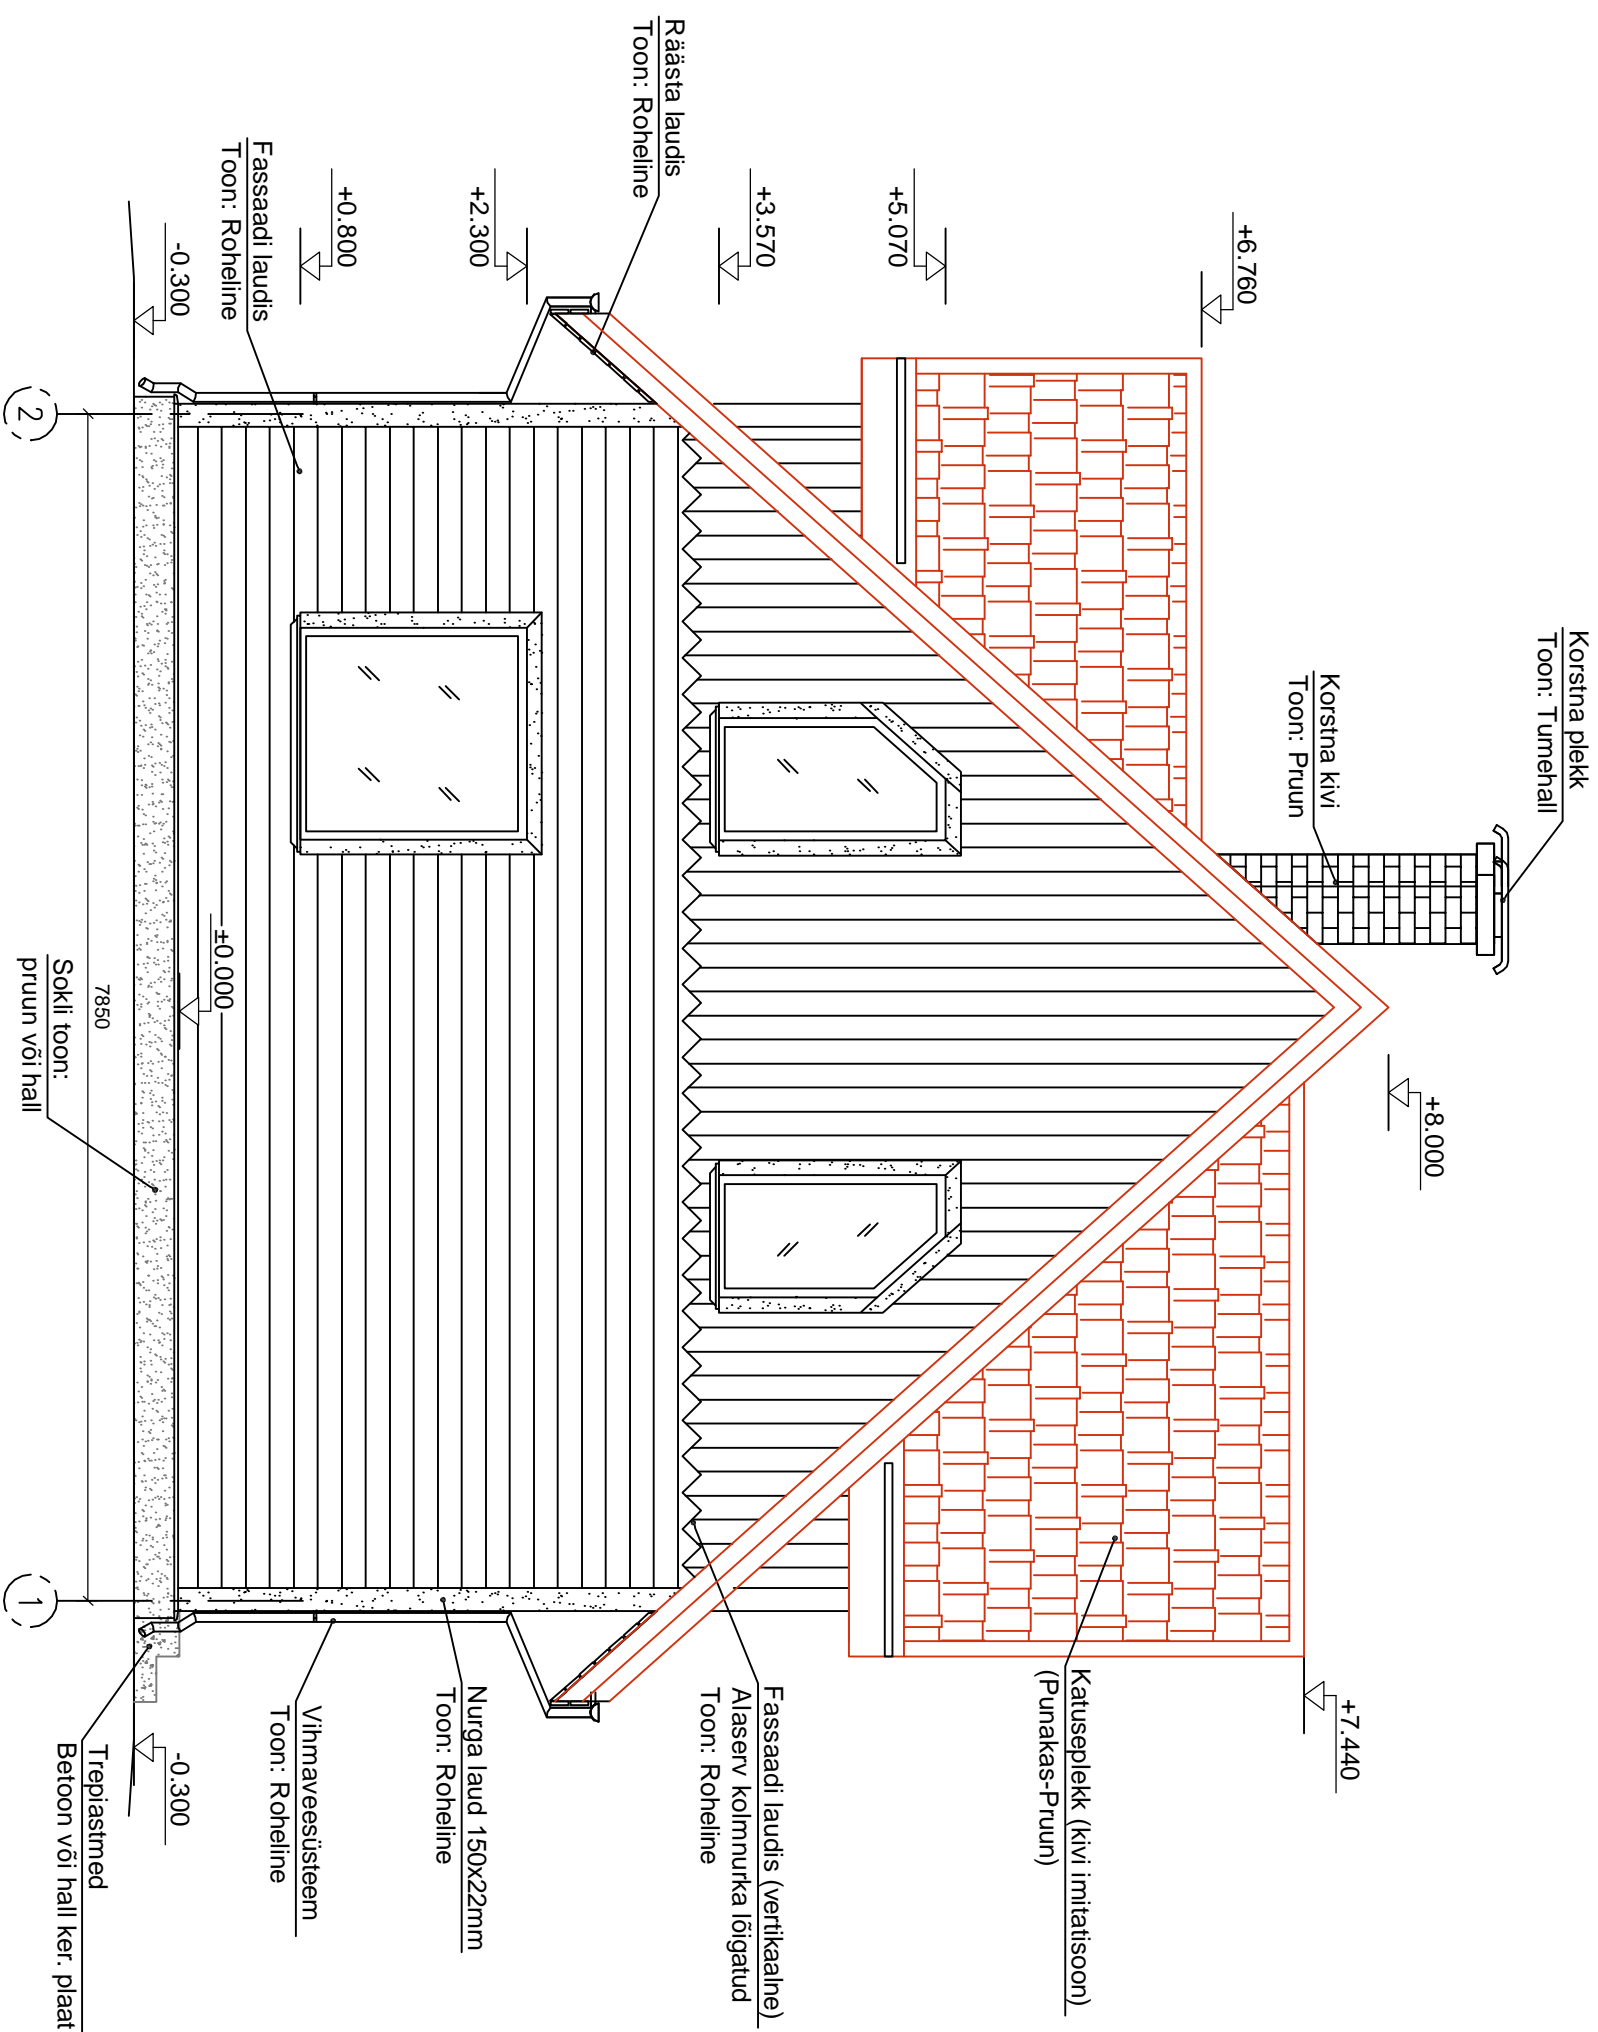 Korstna plekk
Toon: Tumehall
Korstna kivi
Toon: Pruun
+8.000
+7.440
+6.760
+5.070
+3.570
+2.300
+0.800
-0.300
Räästa laudis
Toon: Roheline
Fassaadi laudis
Toon: Roheline
Katuseplekk (kivi imitatisoon)
(Punakas-Pruun)
Fassaadi laudis (vertikaalne)
Alaserv kolmnurka lõigatud
Toon: Roheline
Nurga laud 150x22mm
Toon: Roheline
Vihmaveesüsteem
Toon: Roheline
±0.000
-0.300
Trepiastmed
Betoon või hall ker. plaat
7850
Sokli toon:
pruun või hall
2
1